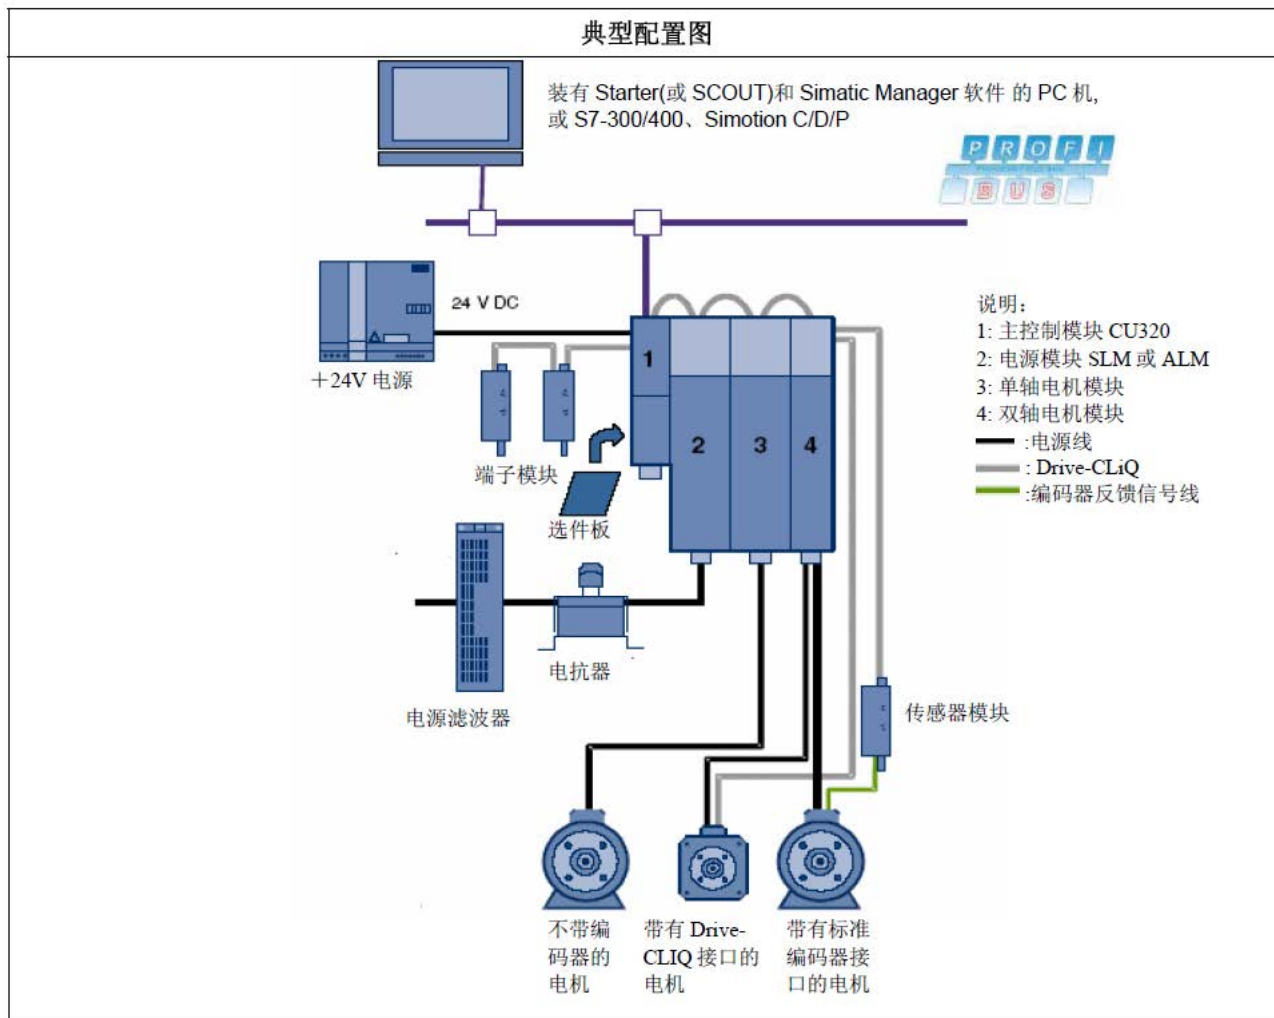 典型配置图
装有 Starter(或 SCOUT)和 Simatic Manager 软件 的 PC 机,
或 S7-300/400、Simotion C/D/P
PROFI
BUS
24 V DC
+24V 电源
说明：
1: 主控制模块 CU320
2: 电源模块 SLM 或 ALM
3: 单轴电机模块
4: 双轴电机模块
:电源线
: Drive-CLiQ
:编码器反馈信号线
1
2
3
4
端子模块
选件板
电抗器
电源滤波器
传感器模块
不带编
码器的
电机
带有 Drive-
CLIQ 接口的
电机
带有标准
编码器接
口的电机